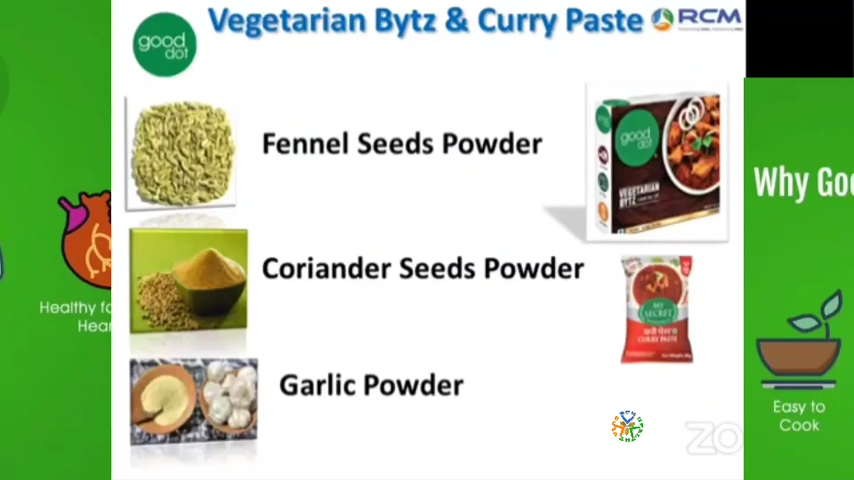 good
dot
Vegetarian Bytz & Curry Paste
RCM
Fennel Seeds Powder
good
dot
VEGETARIAN
BYTZ
Why Goo
Coriander Seeds Powder
Healthy fo
Hear
MY
SECRET
करी पेस्ट
CURRY PASTE
Garlic Powder
Easy to
Cook
ZO